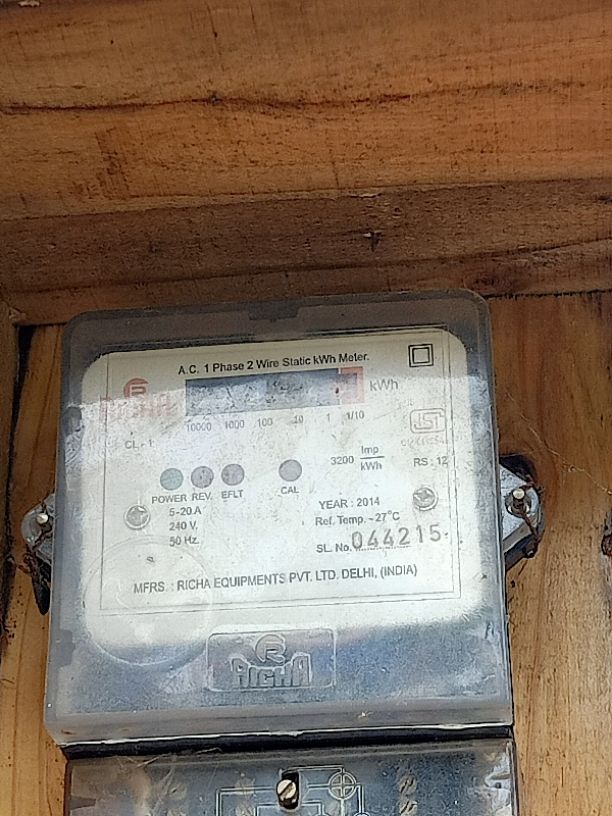 A.C. 1 Phase 2 Wire Static kWh Meter.
RICHA
kWh
10000 1000 100 10 1 1/10
CL - 1
3200 Imp/kWh
RS : 12
POWER REV. EFLT CAL
5-20 A
240 V.
50 Hz.
YEAR : 2014
Ref. Temp. ~ 27°C
SL. No. 044215
MFRS. : RICHA EQUIPMENTS PVT. LTD. DELHI, (INDIA)
R
RICHA